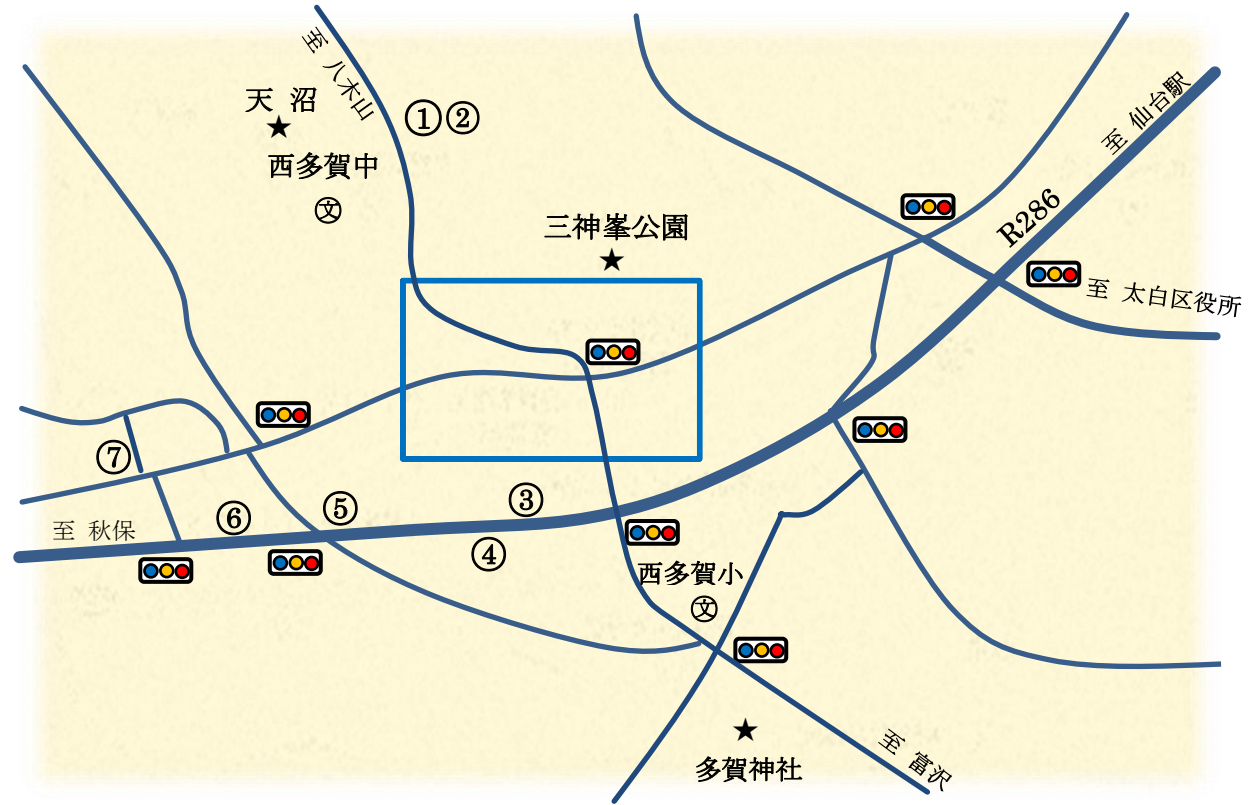 至 八木山
天 沼
①②
西多賀中
文
三神峯公園
至 仙台駅
R286
至 太白区役所
⑦
⑥
⑤
③
④
至 秋保
西多賀小
文
多賀神社
至 富沢